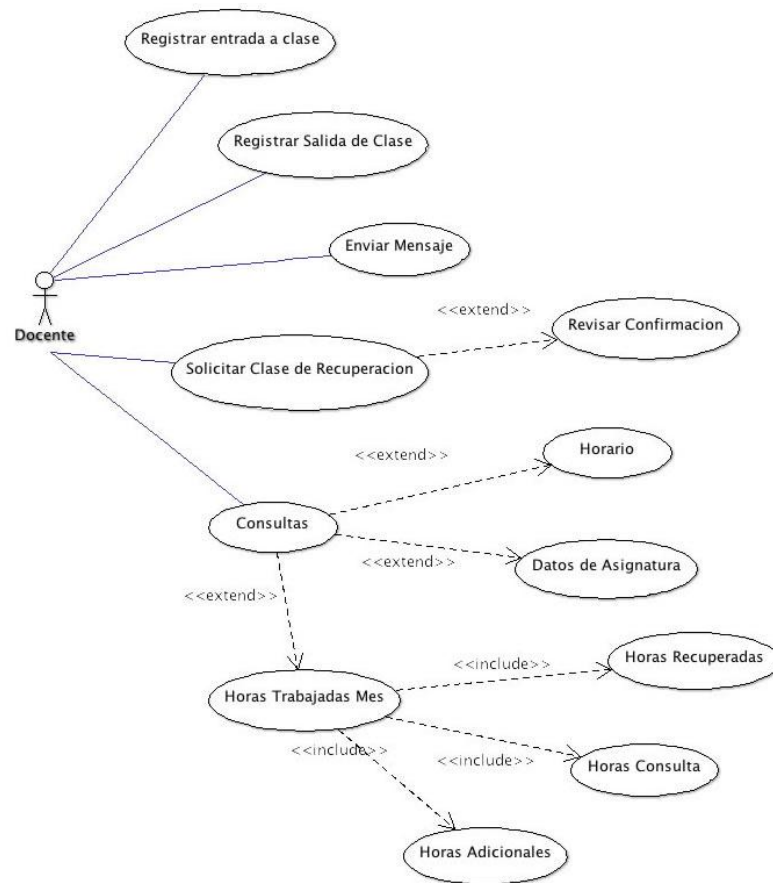 Registrar entrada a clase
Registrar Salida de Clase
Enviar Mensaje
Docente
<<extend>>
Revisar Confirmacion
Solicitar Clase de Recuperacion
<<extend>>
Horario
Consultas
<<extend>>
Datos de Asignatura
<<extend>>
Horas Trabajadas Mes
<<include>>
Horas Recuperadas
<<include>>
<<include>>
Horas Consulta
Horas Adicionales